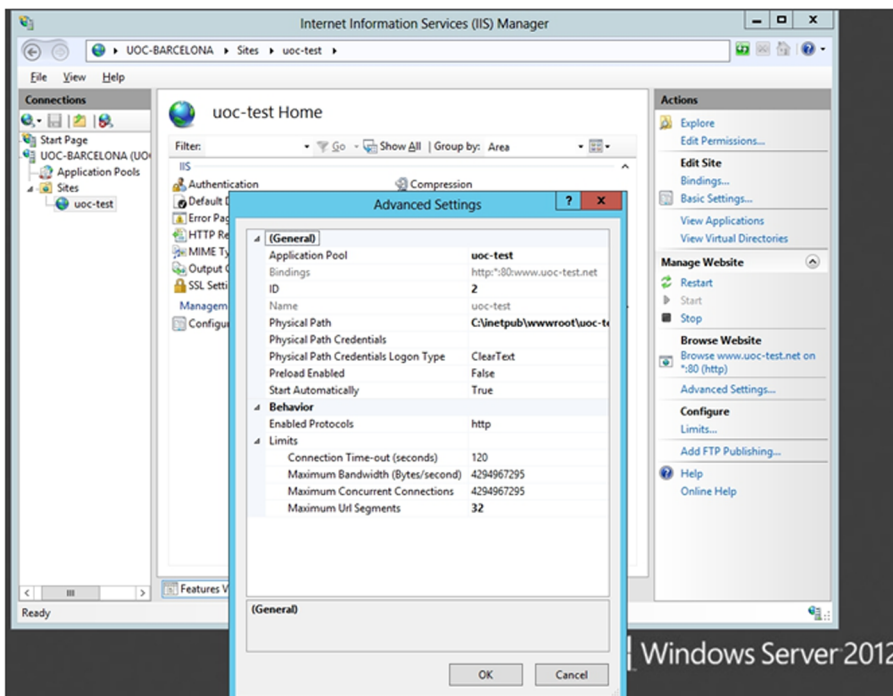 Internet Information Services (IIS) Manager
UOC-BARCELONA Sites uoc-test
File View Help
Connections
Start Page
UOC-BARCELONA (UO
Application Pools
Sites
uoc-test
uoc-test Home
Filter: Go Show All Group by: Area
IIS
Authentication Compression
Default
Error Pag
HTTP Re
MIME Ty
Output
SSL Setti
Managem
Configu
Features V
Advanced Settings
(General)
Application Pool uoc-test
Bindings http:*:80:www.uoc-test.net
ID 2
Name uoc-test
Physical Path C:\inetpub\wwwroot\uoc-te
Physical Path Credentials
Physical Path Credentials Logon Type ClearText
Preload Enabled False
Start Automatically True
Behavior
Enabled Protocols http
Limits
Connection Time-out (seconds) 120
Maximum Bandwidth (Bytes/second) 4294967295
Maximum Concurrent Connections 4294967295
Maximum Url Segments 32
(General)
OK Cancel
Actions
Explore
Edit Permissions...
Edit Site
Bindings...
Basic Settings...
View Applications
View Virtual Directories
Manage Website
Restart
Start
Stop
Browse Website
Browse www.uoc-test.net on
*:80 (http)
Advanced Settings...
Configure
Limits...
Add FTP Publishing...
Help
Online Help
Ready
Windows Server 2012